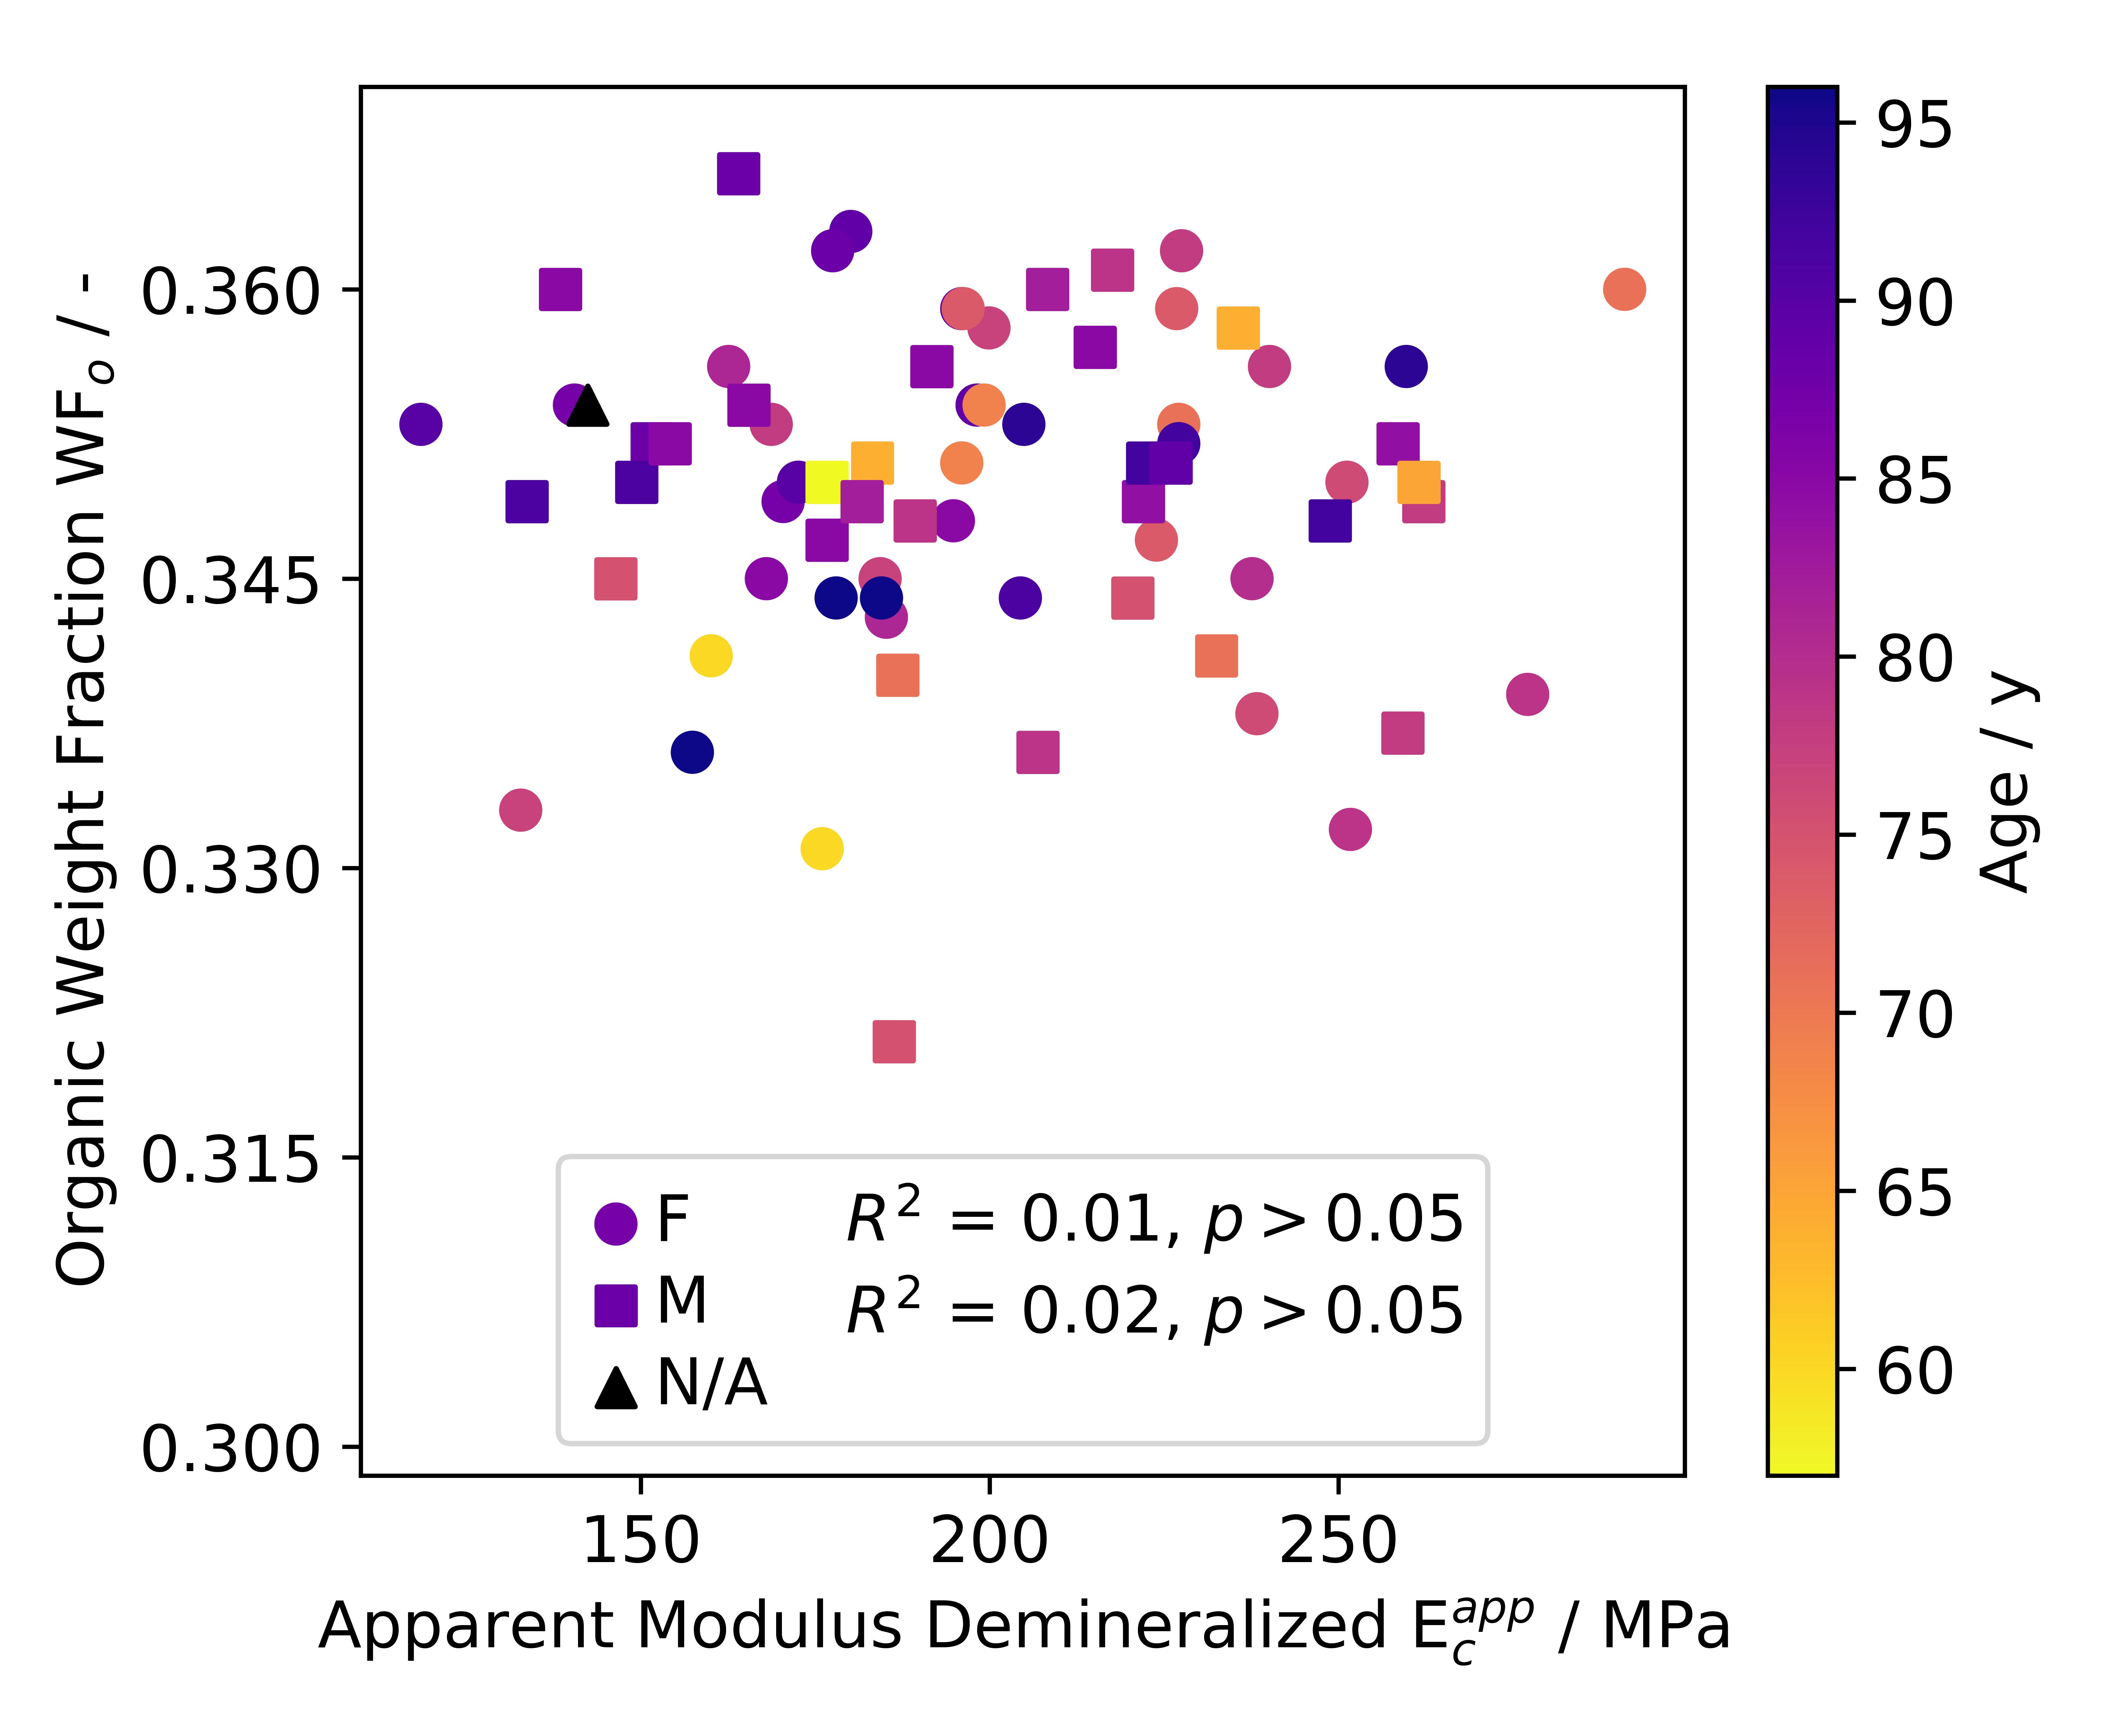 Organic Weight Fraction WFₒ / -
0.360
0.345
0.330
0.315
0.300
F R² = 0.01, p > 0.05
M R² = 0.02, p > 0.05
N/A
150 200 250
Apparent Modulus Demineralized E_c^app / MPa
95
90
85
80
75
70
65
60
Age / y